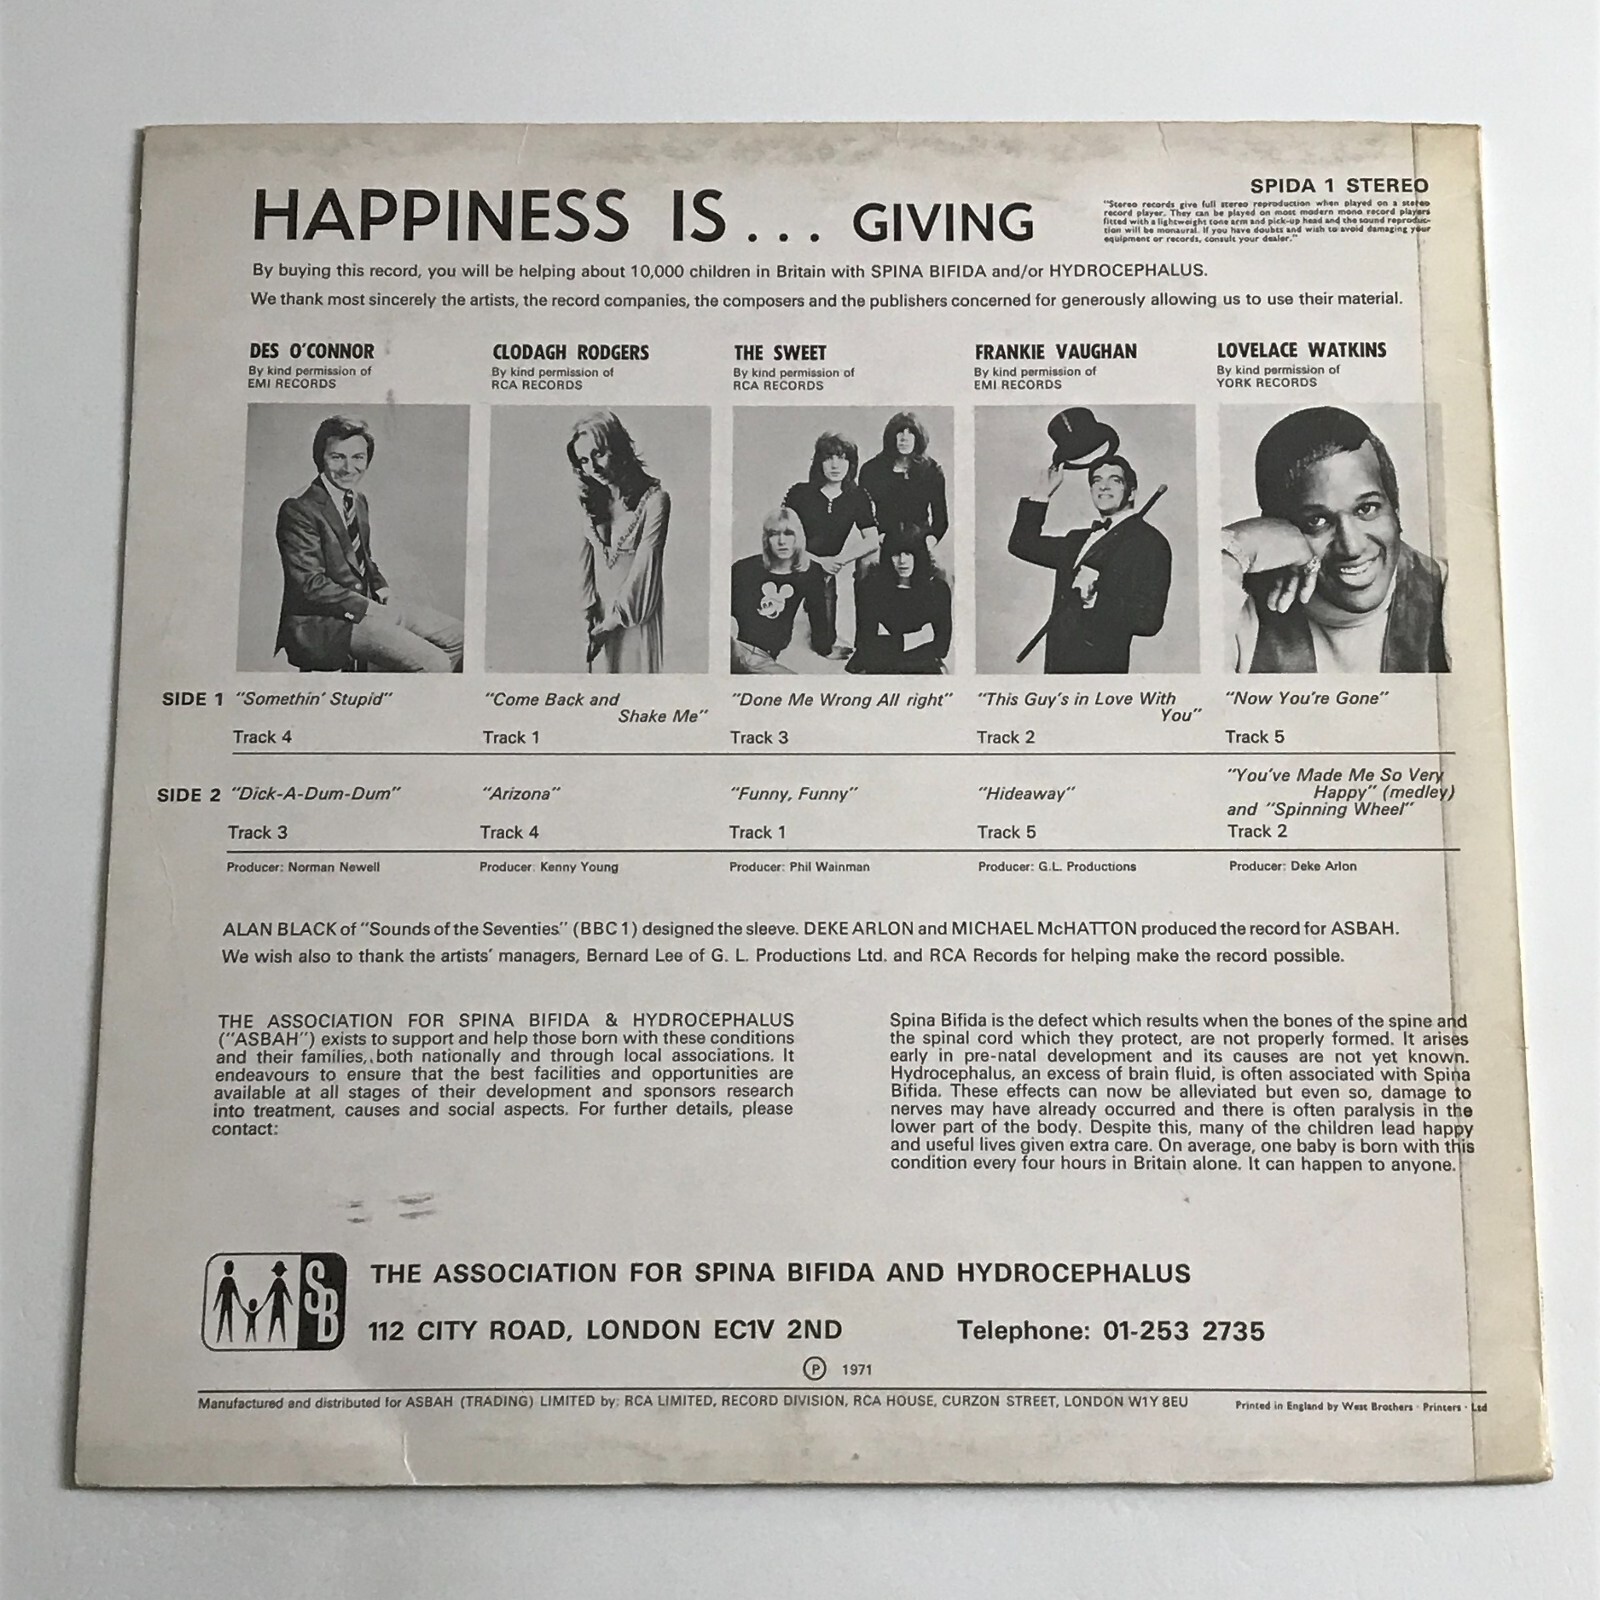 SPIDA 1 STEREO
HAPPINESS IS... GIVING
"Stereo records give full stereo reproduction when played on a stereo
record player. They can be played on most modern mono record players
fitted with a lightweight tone arm and pick-up head and the sound reproduc-
tion will be monaural. If you have doubts and wish to avoid damaging your
equipment or records, consult your dealer."
By buying this record, you will be helping about 10,000 children in Britain with SPINA BIFIDA and/or HYDROCEPHALUS.
We thank most sincerely the artists, the record companies, the composers and the publishers concerned for generously allowing us to use their material.
DES O'CONNOR
By kind permission of
EMI RECORDS
CLODAGH RODGERS
By kind permission of
RCA RECORDS
THE SWEET
By kind permission of
RCA RECORDS
FRANKIE VAUGHAN
By kind permission of
EMI RECORDS
LOVELACE WATKINS
By kind permission of
YORK RECORDS
SIDE 1
"Somethin' Stupid"
Track 4
"Come Back and
Shake Me"
Track 1
"Done Me Wrong All right"
Track 3
"This Guy's in Love With
You"
Track 2
"Now You're Gone"
Track 5
SIDE 2
"Dick-A-Dum-Dum"
Track 3
"Arizona"
Track 4
"Funny, Funny"
Track 1
"Hideaway"
Track 5
"You've Made Me So Very
Happy" (medley)
and "Spinning Wheel"
Track 2
Producer: Norman Newell
Producer: Kenny Young
Producer: Phil Wainman
Producer: G.L. Productions
Producer: Deke Arlon
ALAN BLACK of "Sounds of the Seventies" (BBC 1) designed the sleeve. DEKE ARLON and MICHAEL McHATTON produced the record for ASBAH.
We wish also to thank the artists' managers, Bernard Lee of G. L. Productions Ltd. and RCA Records for helping make the record possible.
THE ASSOCIATION FOR SPINA BIFIDA & HYDROCEPHALUS
("ASBAH") exists to support and help those born with these conditions
and their families, both nationally and through local associations. It
endeavours to ensure that the best facilities and opportunities are
available at all stages of their development and sponsors research
into treatment, causes and social aspects. For further details, please
contact:
Spina Bifida is the defect which results when the bones of the spine and
the spinal cord which they protect, are not properly formed. It arises
early in pre-natal development and its causes are not yet known.
Hydrocephalus, an excess of brain fluid, is often associated with Spina
Bifida. These effects can now be alleviated but even so, damage to
nerves may have already occurred and there is often paralysis in the
lower part of the body. Despite this, many of the children lead happy
and useful lives given extra care. On average, one baby is born with this
condition every four hours in Britain alone. It can happen to anyone.
SB
THE ASSOCIATION FOR SPINA BIFIDA AND HYDROCEPHALUS
112 CITY ROAD, LONDON EC1V 2ND Telephone: 01-253 2735
Ⓟ 1971
Manufactured and distributed for ASBAH (TRADING) LIMITED by: RCA LIMITED, RECORD DIVISION, RCA HOUSE, CURZON STREET, LONDON W1Y 8EU
Printed in England by West Brothers · Printers · Ltd